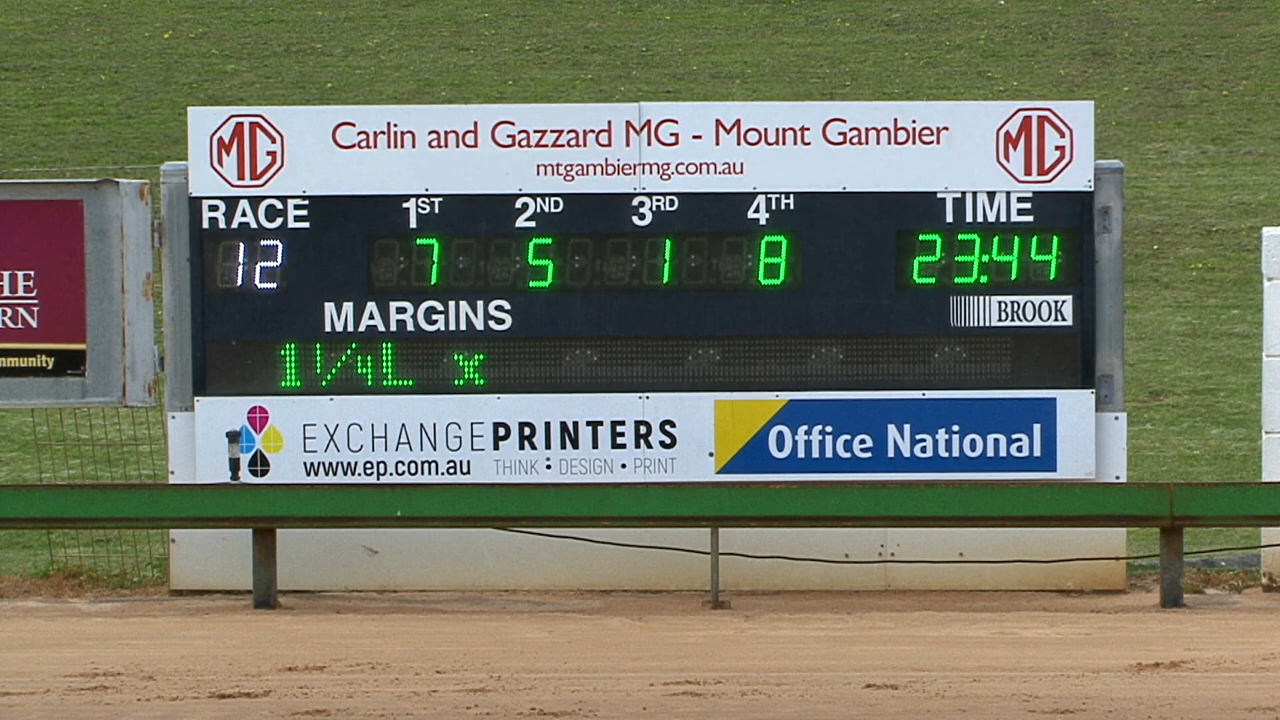 MG Carlin and Gazzard MG - Mount Gambier MG
mtgambiermg.com.au
RACE 1ST 2ND 3RD 4TH TIME
12 7 5 1 8 23:44
MARGINS BROOK
1 1/4L x
HE
RN
mmunity
EXCHANGEPRINTERS
www.ep.com.au THINK : DESIGN • PRINT
Office National